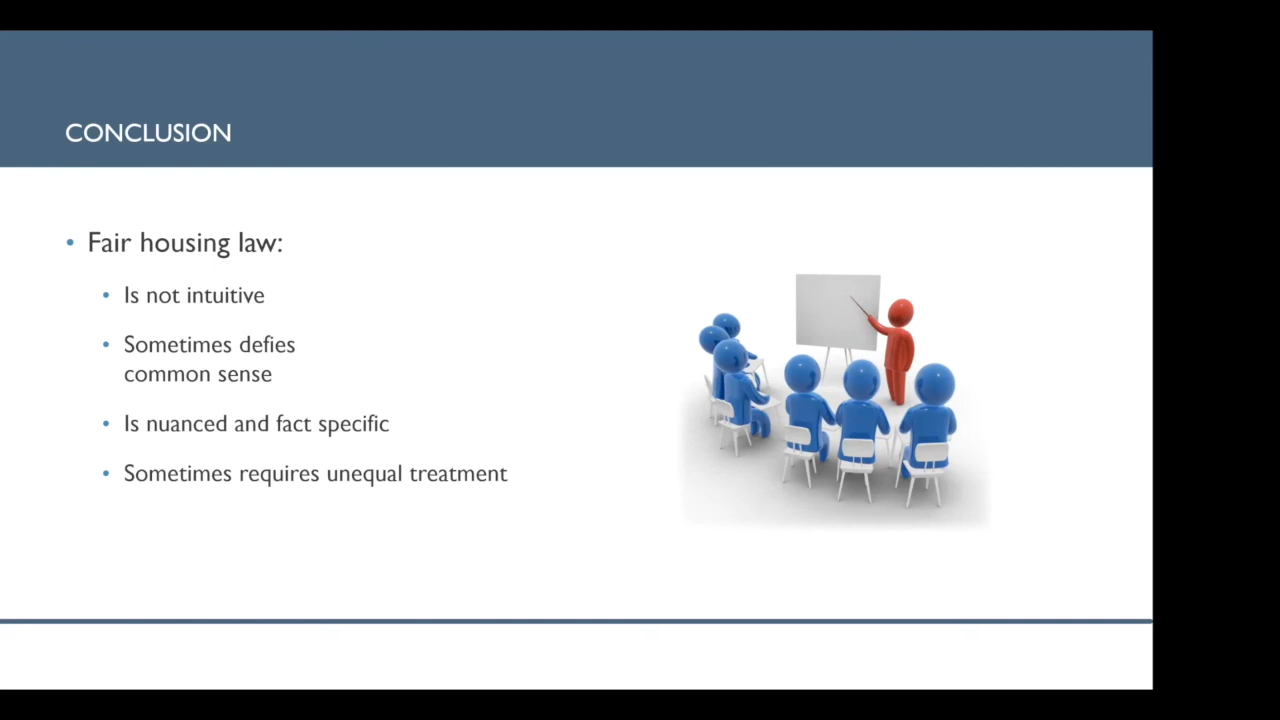 CONCLUSION
• Fair housing law:
• Is not intuitive
• Sometimes defies
common sense
• Is nuanced and fact specific
• Sometimes requires unequal treatment